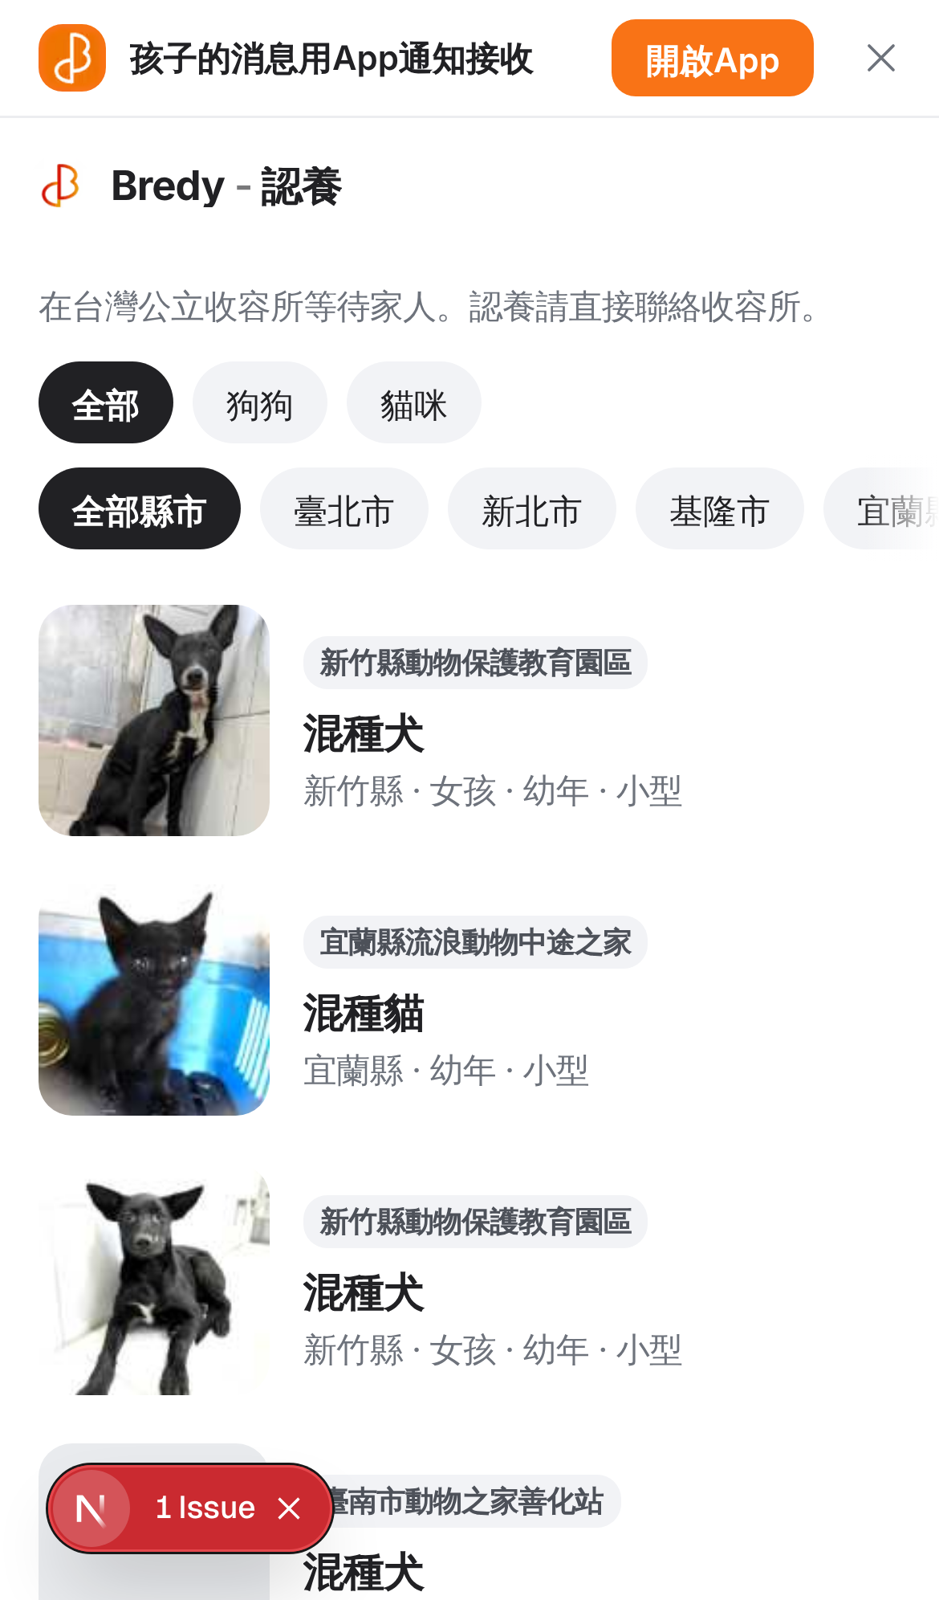 孩子的消息用App通知接收
開啟App
Bredy - 認養
在台灣公立收容所等待家人。認養請直接聯絡收容所。
全部 狗狗 貓咪
全部縣市 臺北市 新北市 基隆市 宜蘭縣
新竹縣動物保護教育園區
混種犬
新竹縣 · 女孩 · 幼年 · 小型
宜蘭縣流浪動物中途之家
混種貓
宜蘭縣 · 幼年 · 小型
新竹縣動物保護教育園區
混種犬
新竹縣 · 女孩 · 幼年 · 小型
臺南市動物之家善化站
N 1 Issue
混種犬